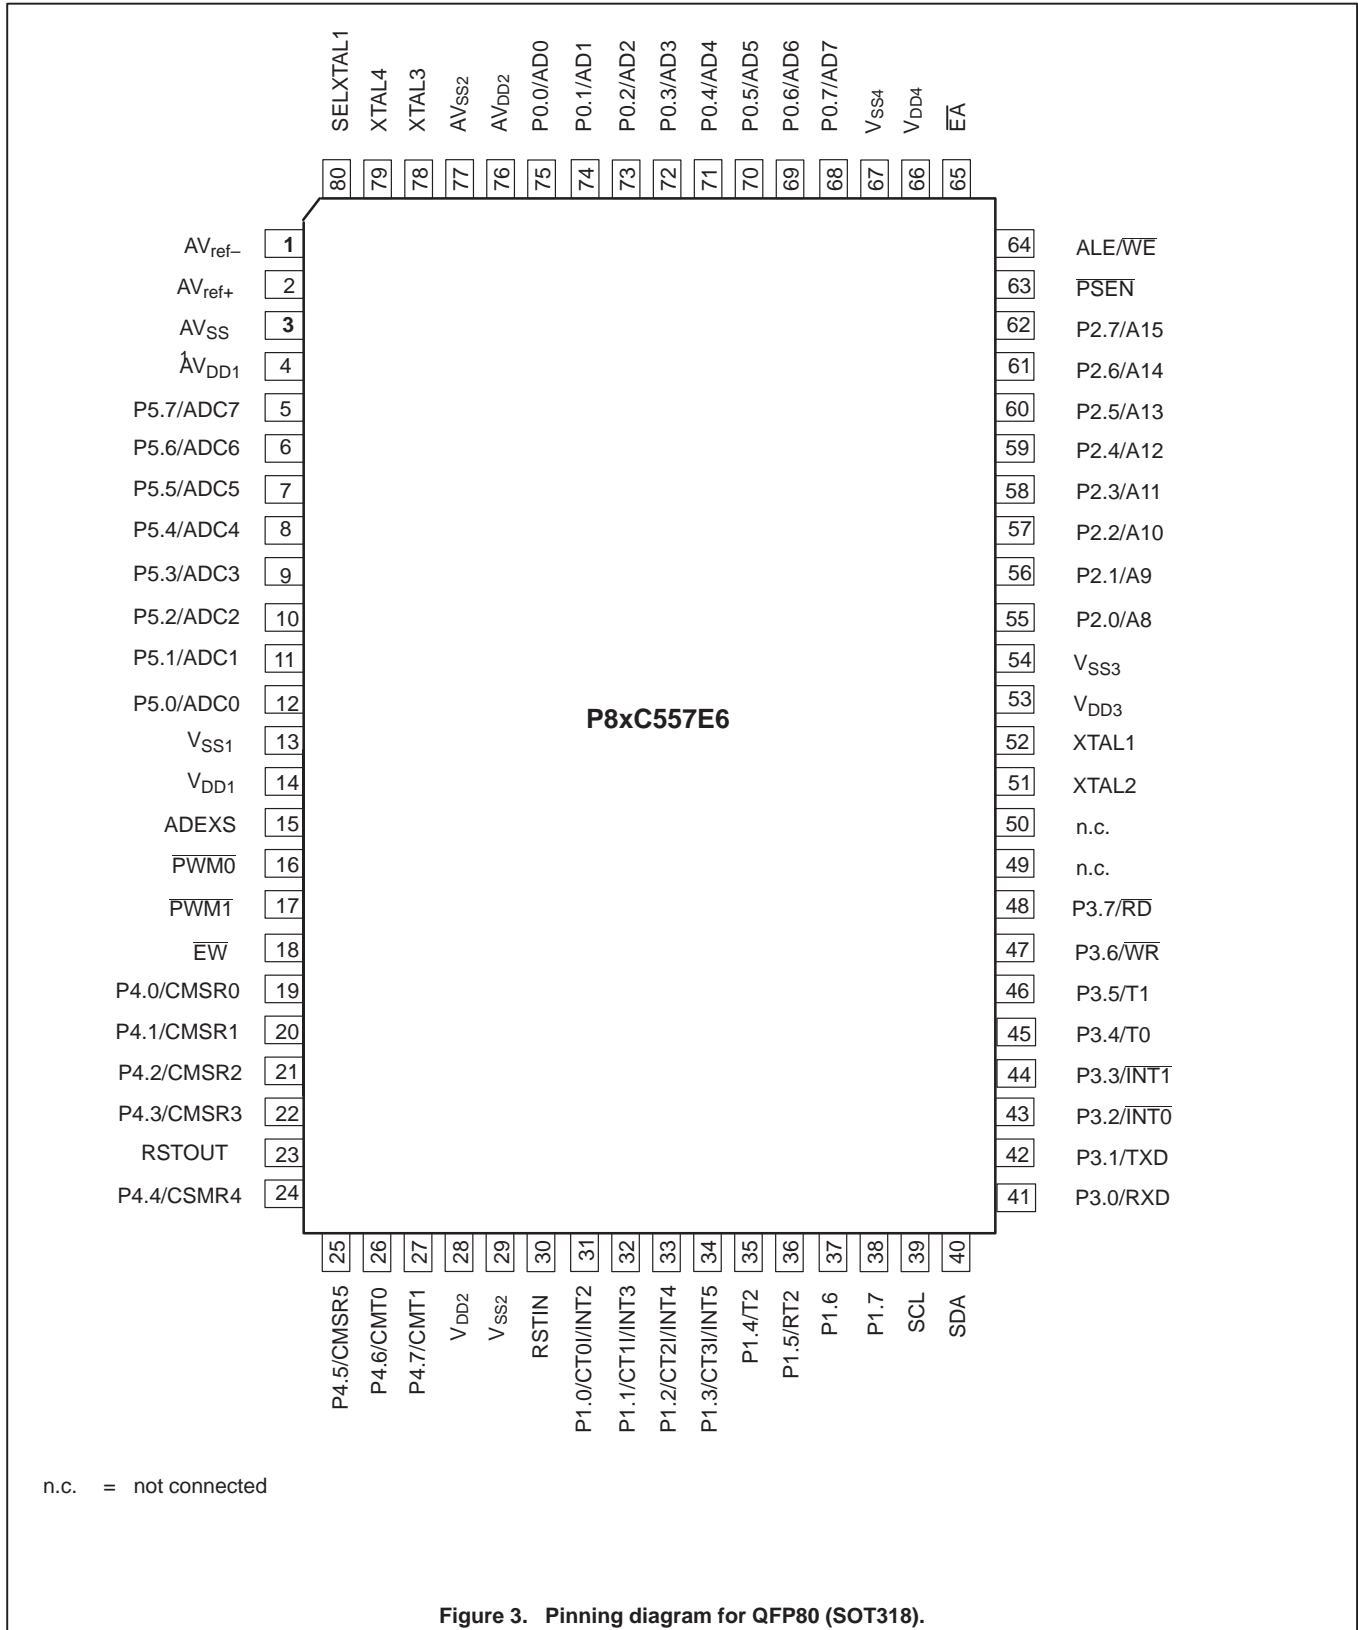 SELXTAL1
XTAL4
XTAL3
AVSS2
AVDD2
P0.0/AD0
P0.1/AD1
P0.2/AD2
P0.3/AD3
P0.4/AD4
P0.5/AD5
P0.6/AD6
P0.7/AD7
VSS4
VDD4
EA
80
79
78
77
76
75
74
73
72
71
70
69
68
67
66
65
AVref– 1
AVref+ 2
AVSS 3
1
AVDD1 4
P5.7/ADC7 5
P5.6/ADC6 6
P5.5/ADC5 7
P5.4/ADC4 8
P5.3/ADC3 9
P5.2/ADC2 10
P5.1/ADC1 11
P5.0/ADC0 12
VSS1 13
VDD1 14
ADEXS 15
PWM0 16
PWM1 17
EW 18
P4.0/CMSR0 19
P4.1/CMSR1 20
P4.2/CMSR2 21
P4.3/CMSR3 22
RSTOUT 23
P4.4/CSMR4 24
P8xC557E6
64 ALE/WE
63 PSEN
62 P2.7/A15
61 P2.6/A14
60 P2.5/A13
59 P2.4/A12
58 P2.3/A11
57 P2.2/A10
56 P2.1/A9
55 P2.0/A8
54 VSS3
53 VDD3
52 XTAL1
51 XTAL2
50 n.c.
49 n.c.
48 P3.7/RD
47 P3.6/WR
46 P3.5/T1
45 P3.4/T0
44 P3.3/INT1
43 P3.2/INT0
42 P3.1/TXD
41 P3.0/RXD
25
26
27
28
29
30
31
32
33
34
35
36
37
38
39
40
P4.5/CMSR5
P4.6/CMT0
P4.7/CMT1
VDD2
VSS2
RSTIN
P1.0/CT0I/INT2
P1.1/CT1I/INT3
P1.2/CT2I/INT4
P1.3/CT3I/INT5
P1.4/T2
P1.5/RT2
P1.6
P1.7
SCL
SDA
n.c. = not connected
Figure 3. Pinning diagram for QFP80 (SOT318).